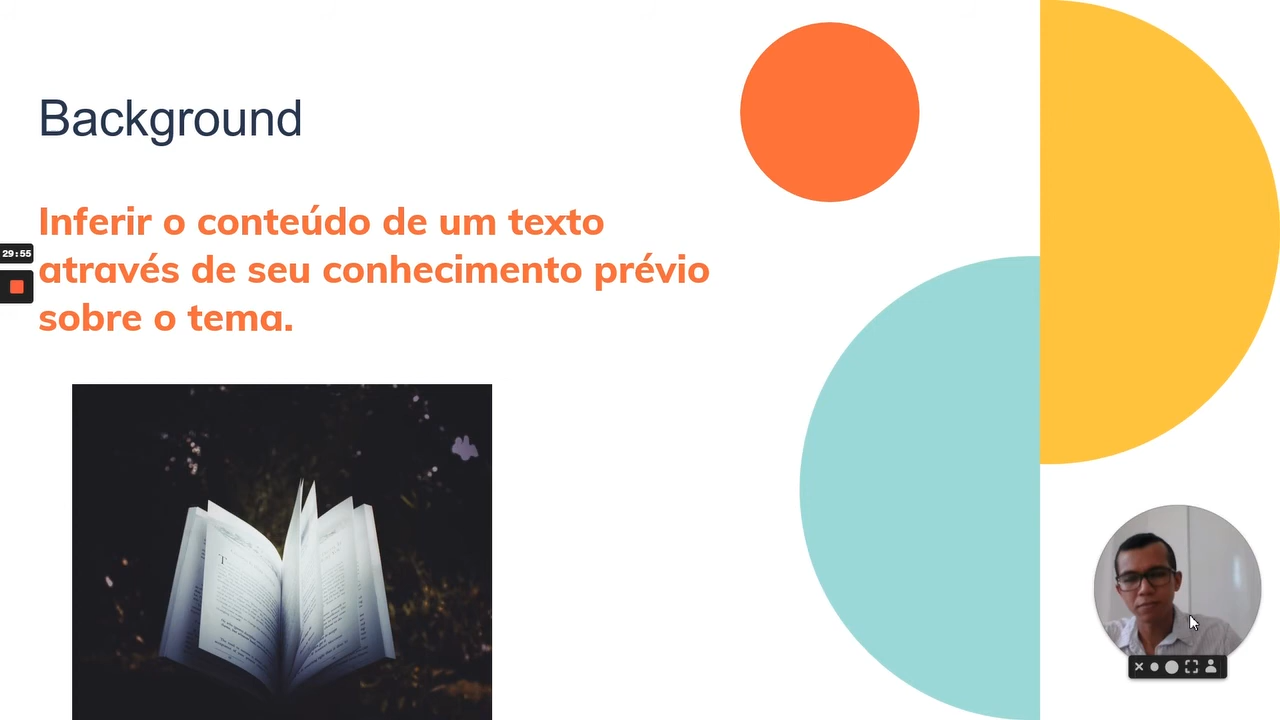 Background
Inferir o conteúdo de um texto
através de seu conhecimento prévio
sobre o tema.
29:55
T